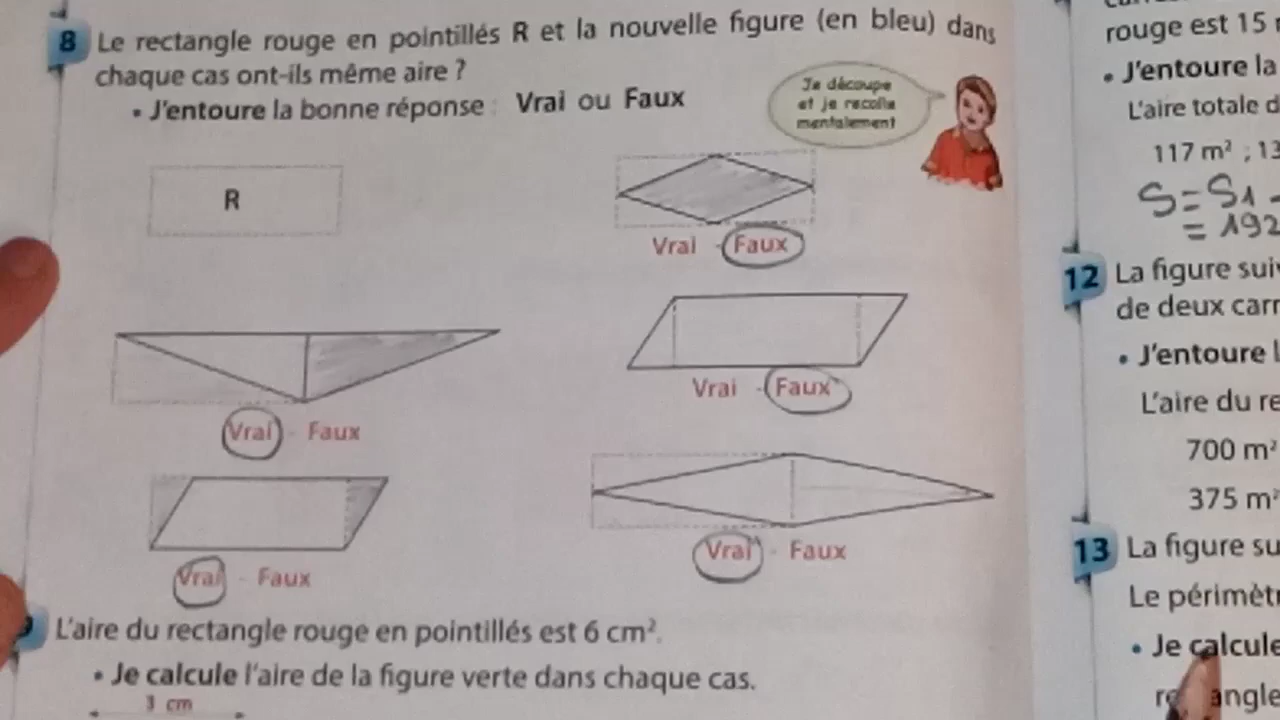 8 Le rectangle rouge en pointillés R et la nouvelle figure (en bleu) dans
chaque cas ont-ils même aire ?
• J'entoure la bonne réponse : Vrai ou Faux
Je découpe
et je recolle
mentalement
R
Vrai - Faux
Vrai - Faux
Vrai - Faux
Vrai - Faux
Vrai - Faux
L'aire du rectangle rouge en pointillés est 6 cm².
• Je calcule l'aire de la figure verte dans chaque cas.
3 cm
rouge est 15
• J'entoure la
L'aire totale d
117 m² ; 13
S = S1 -
= 192
12 La figure suiv
de deux carr
• J'entoure l
L'aire du re
700 m²
375 m²
13 La figure su
Le périmètr
• Je calcule